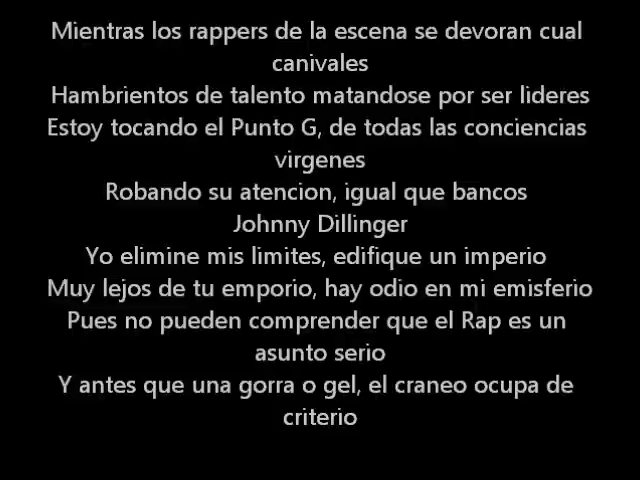 Mientras los rappers de la escena se devoran cual
canivales
Hambrientos de talento matandose por ser lideres
Estoy tocando el Punto G, de todas las conciencias
virgenes
Robando su atencion, igual que bancos
Johnny Dillinger
Yo elimine mis limites, edifique un imperio
Muy lejos de tu emporio, hay odio en mi emisferio
Pues no pueden comprender que el Rap es un
asunto serio
Y antes que una gorra o gel, el craneo ocupa de
criterio